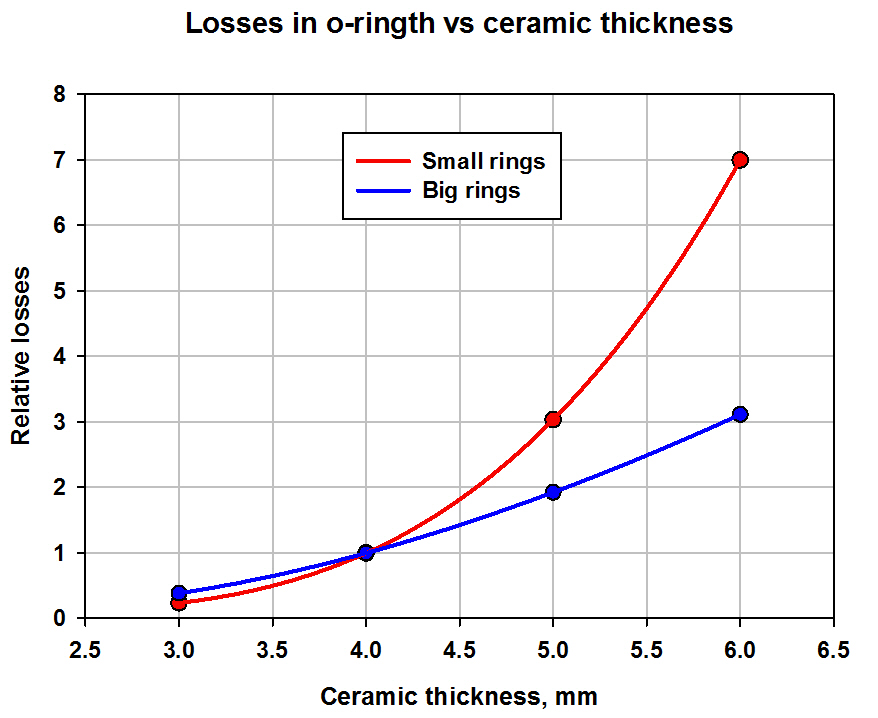 Losses in o-ringth vs ceramic thickness
8
7
6
5
4
3
2
1
0
Relative losses
Small rings
Big rings
2.5 3.0 3.5 4.0 4.5 5.0 5.5 6.0 6.5
Ceramic thickness, mm